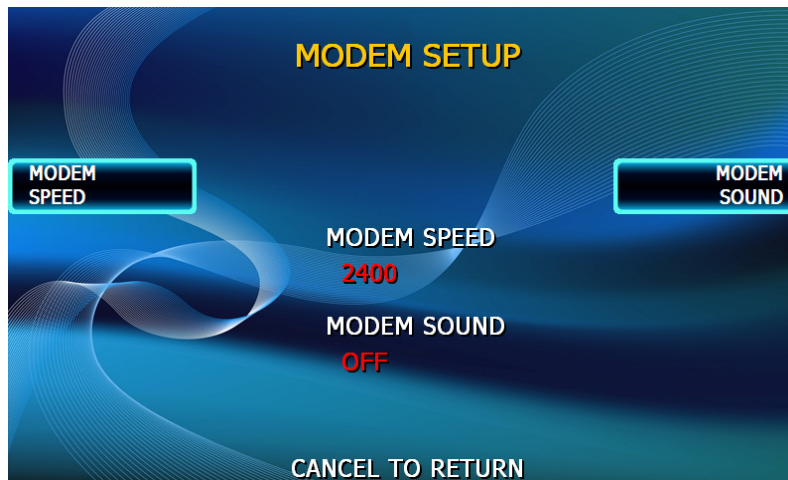 MODEM SETUP
MODEM
SPEED
MODEM
SOUND
MODEM SPEED
2400
MODEM SOUND
OFF
CANCEL TO RETURN